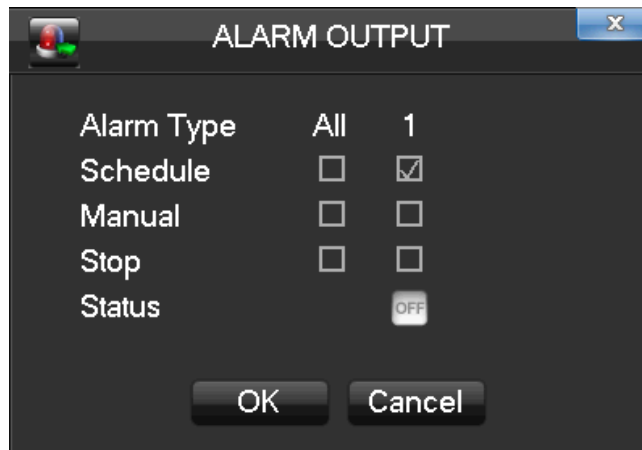 ALARM OUTPUT
x
Alarm Type All 1
Schedule
Manual
Stop
Status OFF
OK Cancel